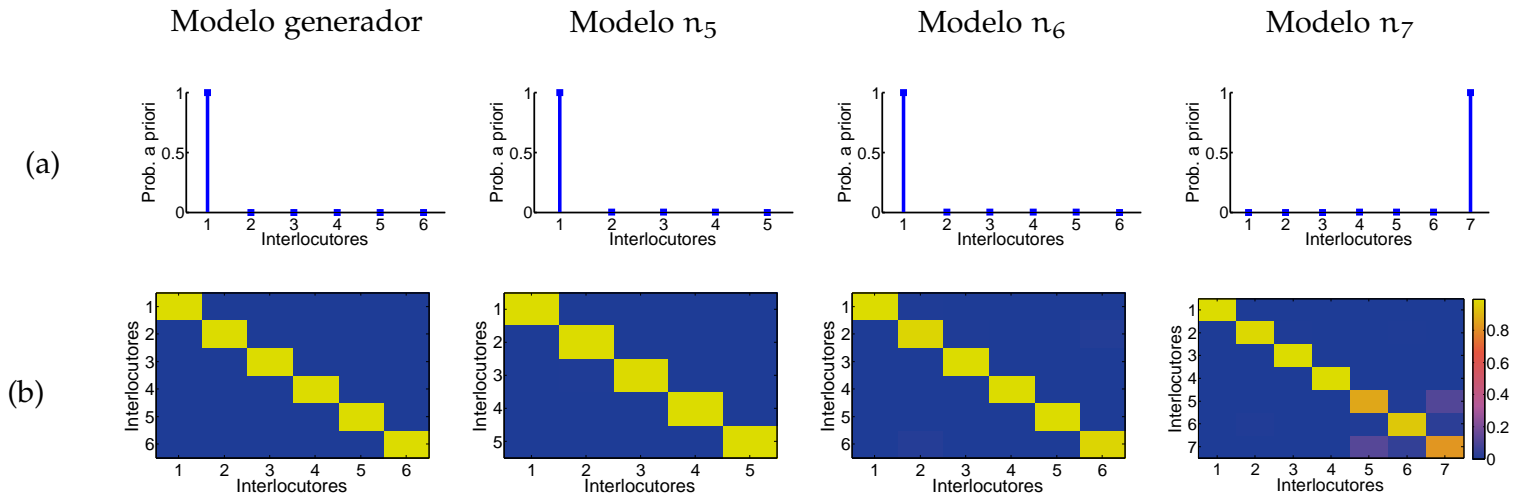 Modelo generador
Modelo n5
Modelo n6
Modelo n7
(a)
Prob. a priori
1
0.5
0
1 2 3 4 5 6
Interlocutores
Prob. a priori
1
0.5
0
1 2 3 4 5
Interlocutores
Prob. a priori
1
0.5
0
1 2 3 4 5 6
Interlocutores
Prob. a priori
1
0.5
0
1 2 3 4 5 6 7
Interlocutores
(b)
Interlocutores
1
2
3
4
5
6
1 2 3 4 5 6
Interlocutores
Interlocutores
1
2
3
4
5
1 2 3 4 5
Interlocutores
Interlocutores
1
2
3
4
5
6
1 2 3 4 5 6
Interlocutores
Interlocutores
1
2
3
4
5
6
7
1 2 3 4 5 6 7
Interlocutores
0.8
0.6
0.4
0.2
0